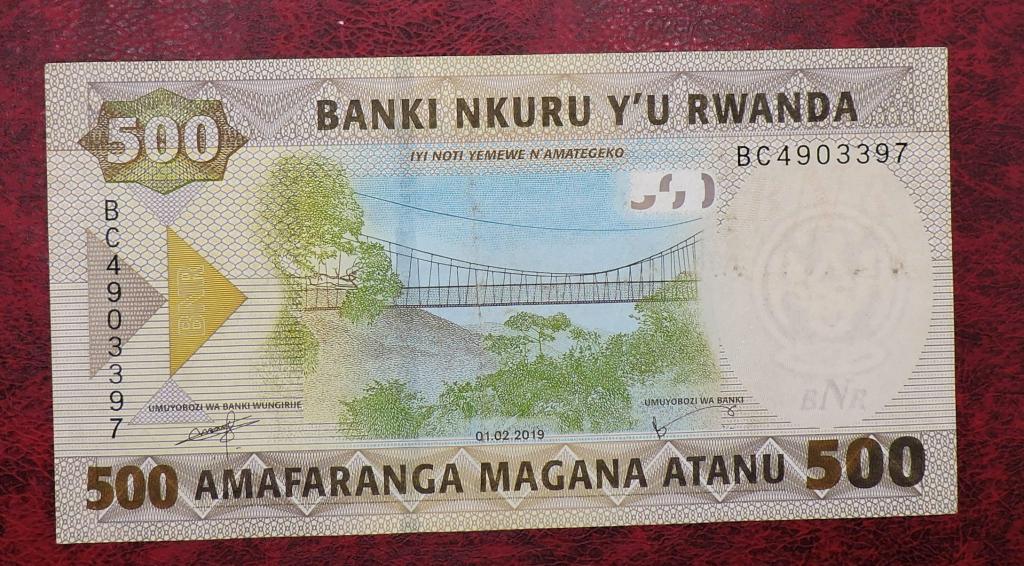 500
BANKI NKURU Y'U RWANDA
IYI NOTI YEMEWE N'AMATEGEKO
BC4903397
BC4903397
BNR
BNR
UMUYOBOZI WA BANKI WUNGIRIJE
UMUYOBOZI WA BANKI
01.02.2019
500 AMAFARANGA MAGANA ATANU 500